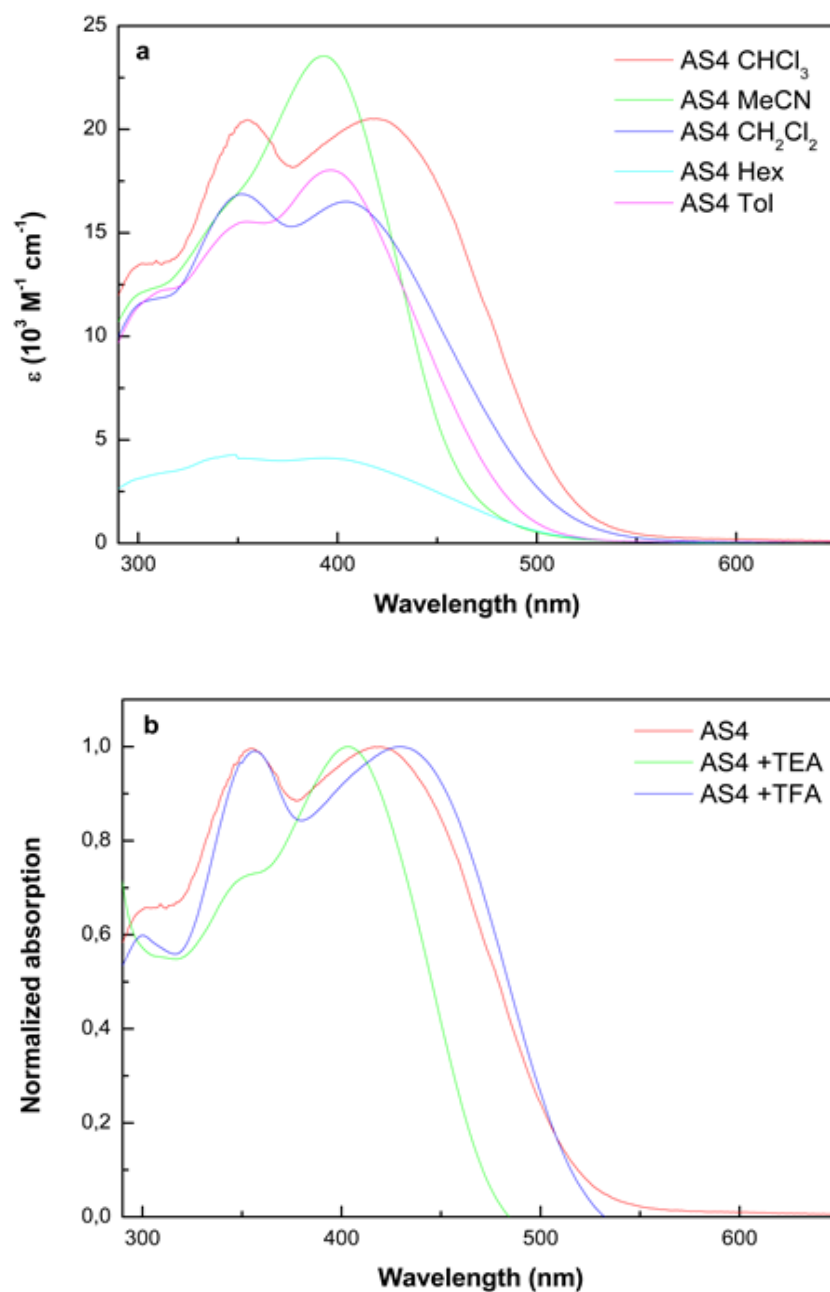 a
25
20
15
10
5
0
ε (10³ M⁻¹ cm⁻¹)
AS4 CHCl₃
AS4 MeCN
AS4 CH₂Cl₂
AS4 Hex
AS4 Tol
300 400 500 600
Wavelength (nm)
b
1,0
0,8
0,6
0,4
0,2
0,0
Normalized absorption
AS4
AS4 +TEA
AS4 +TFA
300 400 500 600
Wavelength (nm)